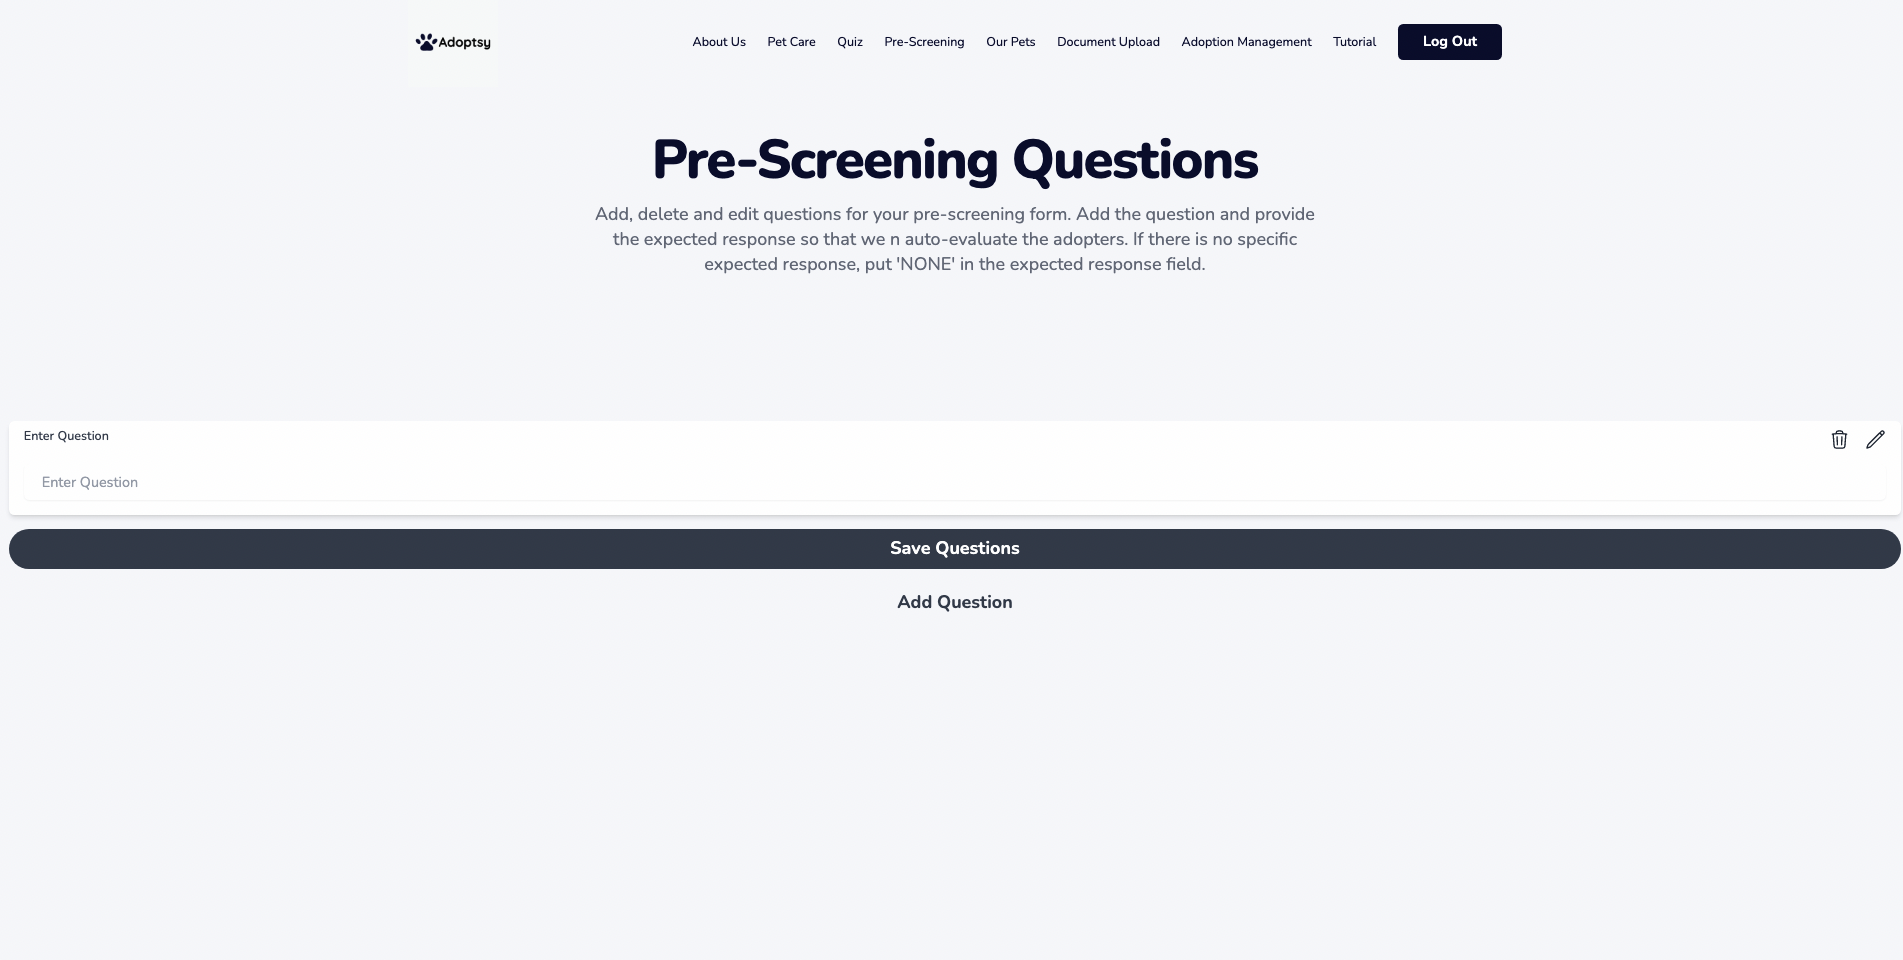 Adoptsy
About Us Pet Care Quiz Pre-Screening Our Pets Document Upload Adoption Management Tutorial Log Out
Pre-Screening Questions
Add, delete and edit questions for your pre-screening form. Add the question and provide
the expected response so that we n auto-evaluate the adopters. If there is no specific
expected response, put 'NONE' in the expected response field.
Enter Question
Enter Question
Save Questions
Add Question